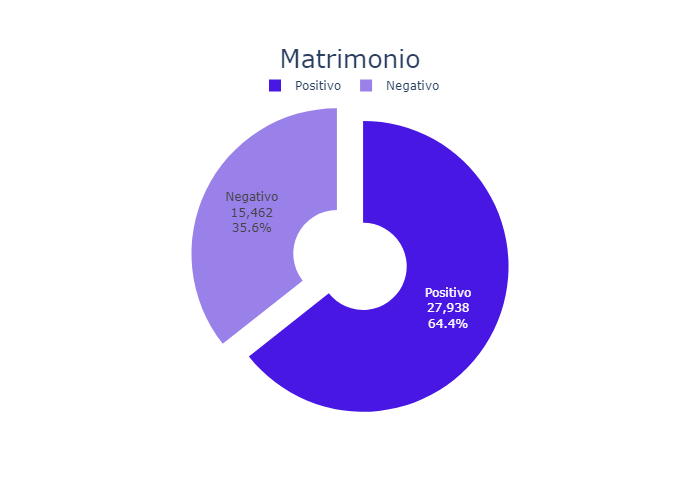 Matrimonio
Positivo Negativo
Negativo
15,462
35.6%
Positivo
27,938
64.4%